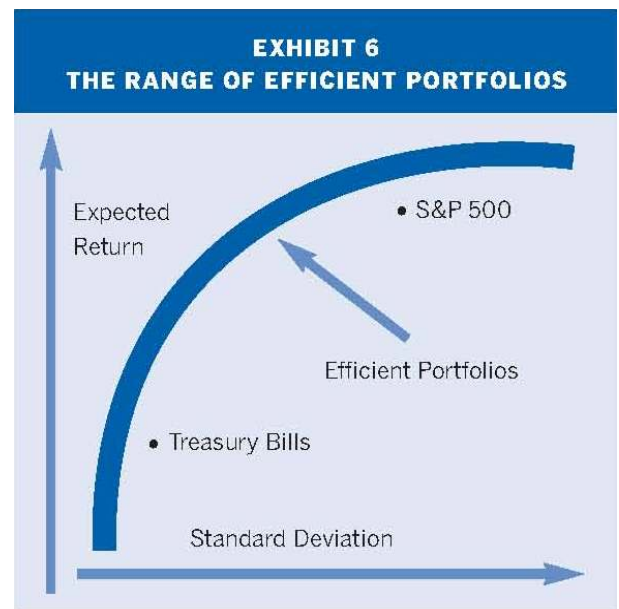 EXHIBIT 6
THE RANGE OF EFFICIENT PORTFOLIOS
Expected
Return
• S&P 500
Efficient Portfolios
• Treasury Bills
Standard Deviation